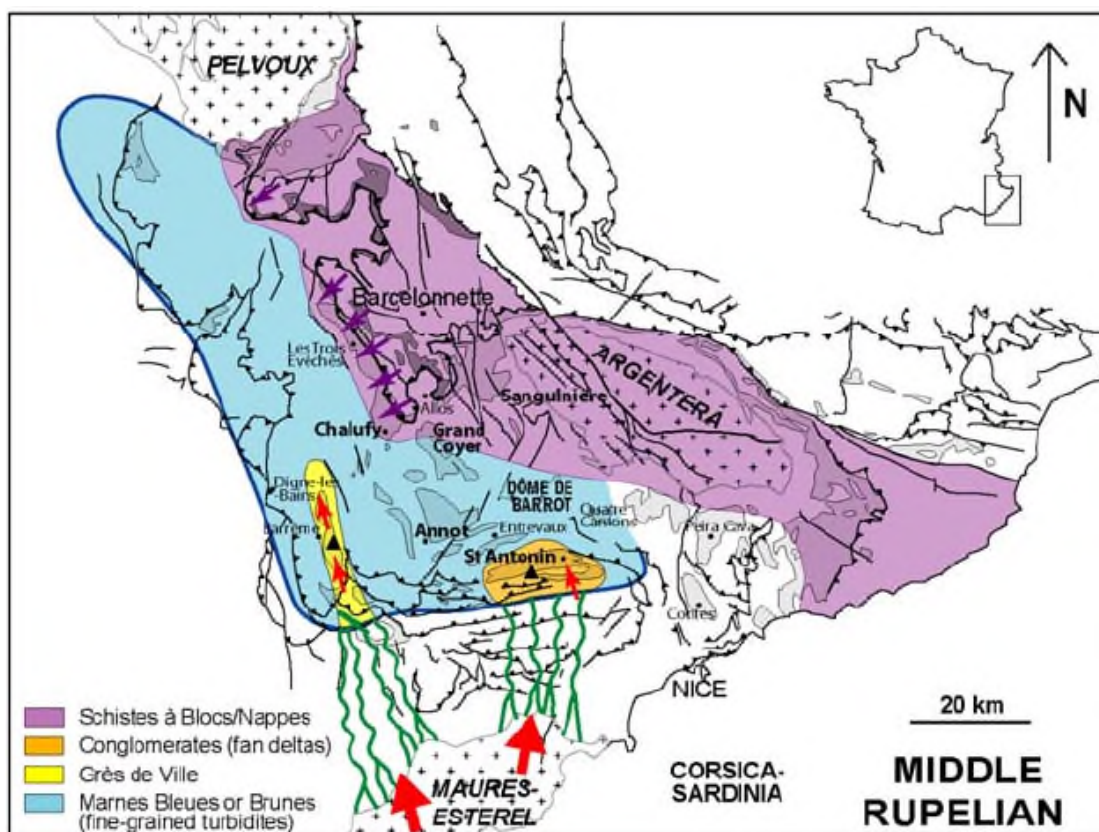 PELVOUX
N
Barcelonnette
Les Trois
Evêchés
ARGENTERA
Sanguinière
Allos
Chalufy
Grand
Coyer
Digne-les
-Bains
DÔME DE
BARROT
Quatre
Cantons
Barrême
Annot
Entrevaux
Peira Cava
St Antonin
Contes
NICE
20 km
Schistes à Blocs/Nappes
Conglomerates (fan deltas)
Grès de Ville
Marnes Bleues or Brunes
(fine-grained turbidites)
MAURES-
ESTEREL
CORSICA-
SARDINIA
MIDDLE
RUPELIAN